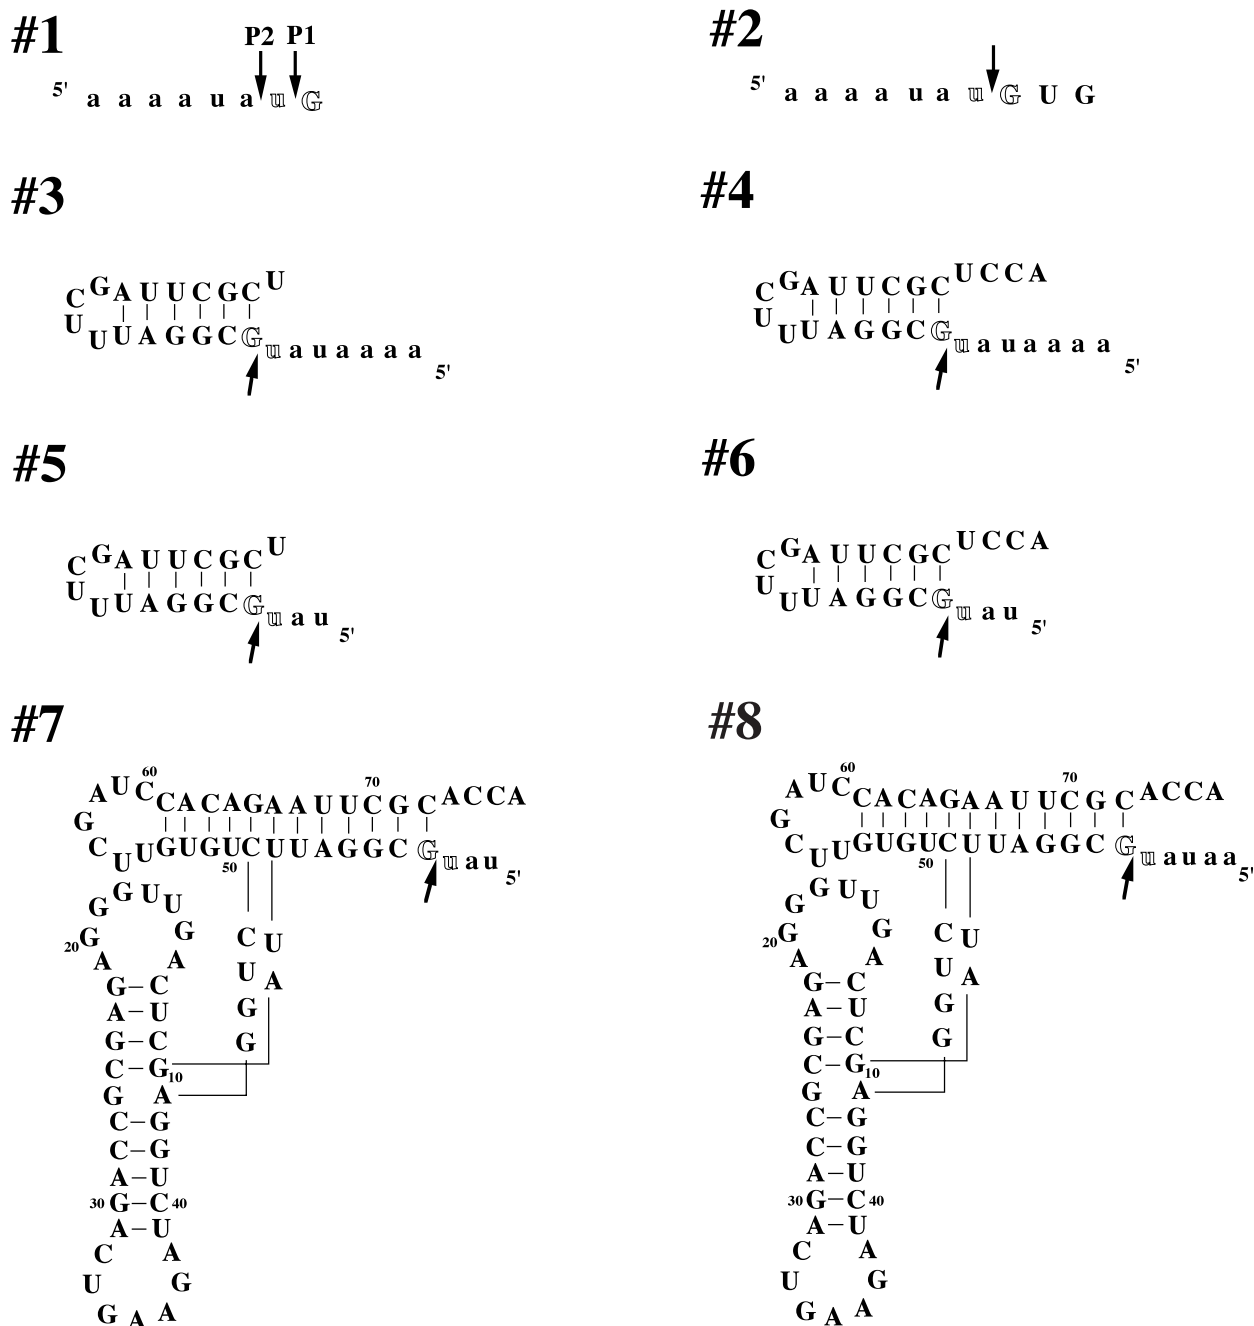 #1
P2 P1
5' a a a a u a u G
#2
5' a a a a u a u G U G
#3
C G A U U C G C U
U U U A G G C G u a u a a a a 5'
#4
C G A U U C G C U C C A
U U U A G G C G u a u a a a a 5'
#5
C G A U U C G C U
U U U A G G C G u a u 5'
#6
C G A U U C G C U C C A
U U U A G G C G u a u 5'
#7
60 70
G A U C C A C A G A A U U C G C A C C A
C U U G U G U C U U A G G C G u a u 5'
50
G G U U
G G
20 G A
A
G C
A U
G C
C G 10
G A
C G
C G
A U
30 G C 40
A U
C A
U G
G A A
C U
U A
G
G
#8
60 70
G A U C C A C A G A A U U C G C A C C A
C U U G U G U C U U A G G C G u a u a a 5'
50
G G U U
G G
20 G A
A
G C
A U
G C
C G 10
G A
C G
C G
A U
30 G C 40
A U
C A
U G
G A A
C U
U A
G
G